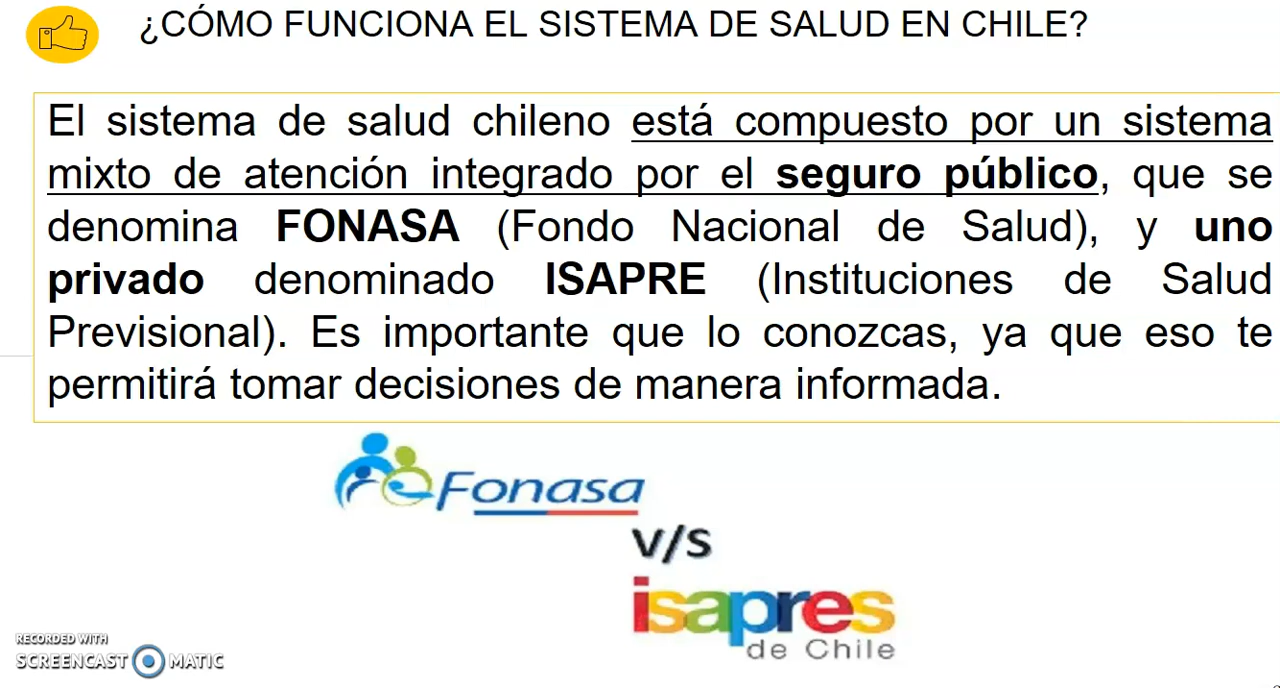 ¿CÓMO FUNCIONA EL SISTEMA DE SALUD EN CHILE?
El sistema de salud chileno está compuesto por un sistema
mixto de atención integrado por el seguro público, que se
denomina FONASA (Fondo Nacional de Salud), y uno
privado denominado ISAPRE (Instituciones de Salud
Previsional). Es importante que lo conozcas, ya que eso te
permitirá tomar decisiones de manera informada.
Fonasa
v/s
isapres
de Chile
RECORDED WITH
SCREENCAST MATIC